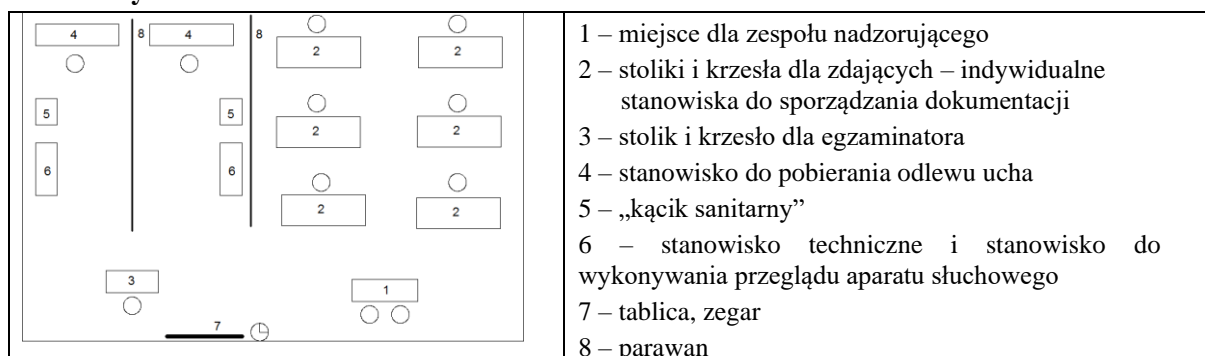 4 8 4 8 2 2
5 5 2 2
6 6 2 2
3 1
7
1 – miejsce dla zespołu nadzorującego
2 – stoliki i krzesła dla zdających – indywidualne
stanowiska do sporządzania dokumentacji
3 – stolik i krzesło dla egzaminatora
4 – stanowisko do pobierania odlewu ucha
5 – „kącik sanitarny”
6 – stanowisko techniczne i stanowisko do
wykonywania przeglądu aparatu słuchowego
7 – tablica, zegar
8 – parawan